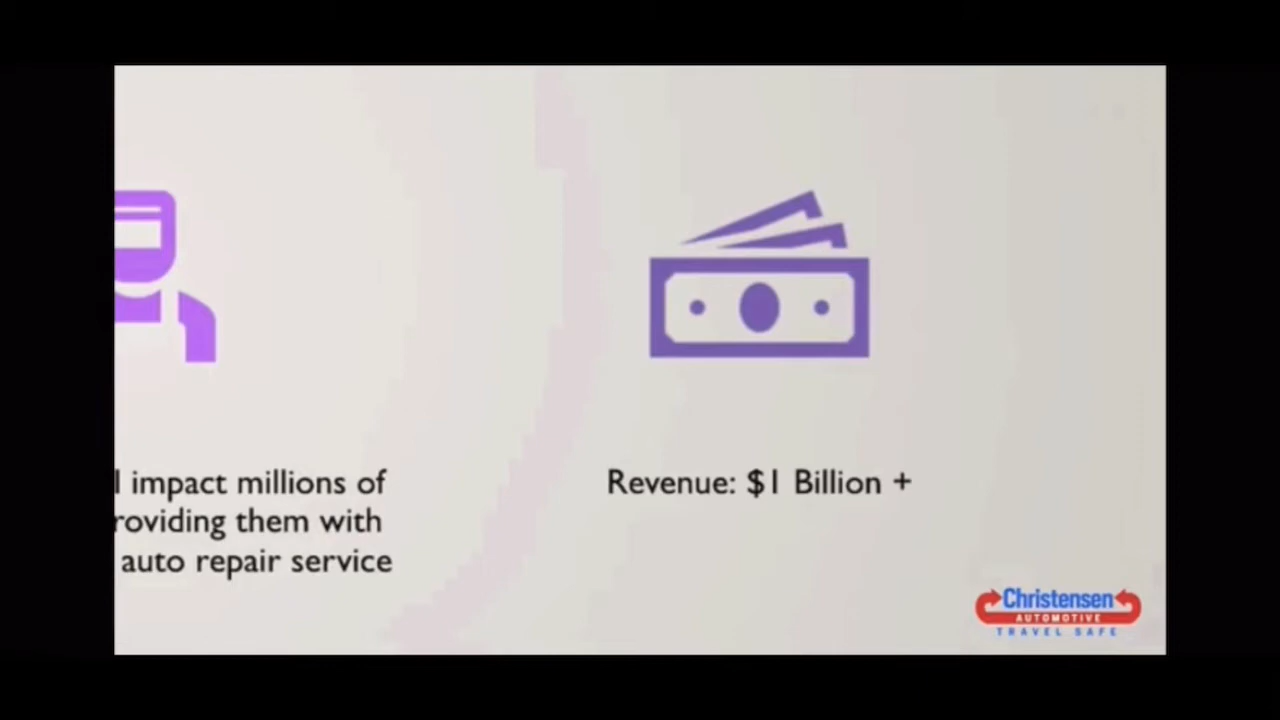 l impact millions of
roviding them with
auto repair service
Revenue: $1 Billion +
Christensen
AUTOMOTIVE
TRAVEL SAFE